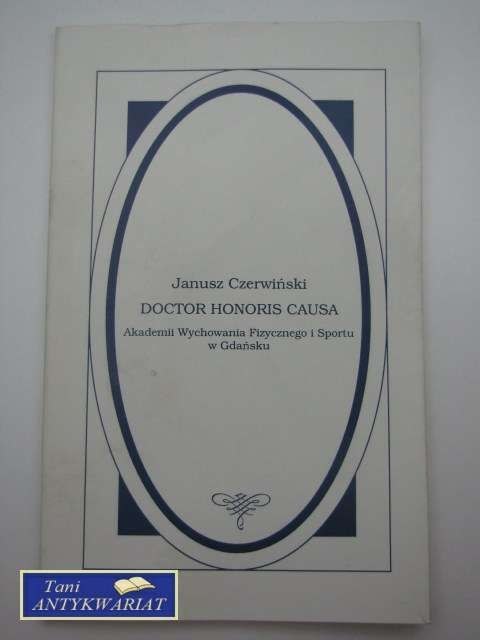 Janusz Czerwiński
DOCTOR HONORIS CAUSA
Akademii Wychowania Fizycznego i Sportu
w Gdańsku
Tani
ANTYKWARIAT